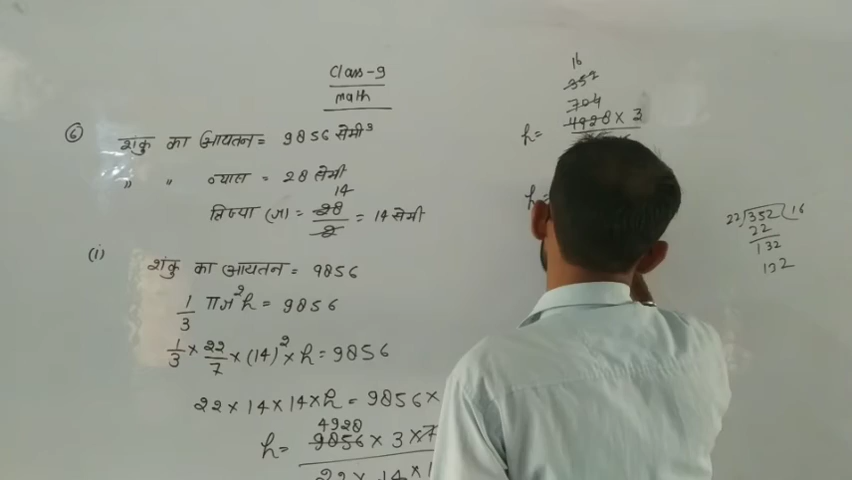 Class-9
math
6 शंकु का आयतन = 9856 सेमी³
" " व्यास = 28 सेमी
14
त्रिज्या (r) = 28/2 = 14 सेमी
(i)
शंकु का आयतन = 9856
1/3 πr²h = 9856
1/3 × 22/7 × (14)² × h = 9856
22 × 14 × 14 × h = 9856 ×
4928
h = 9856 × 3 × 7
22 × 14 ×
16
352
704
h = 4928 × 3
h =
22)352(16
22
132
132